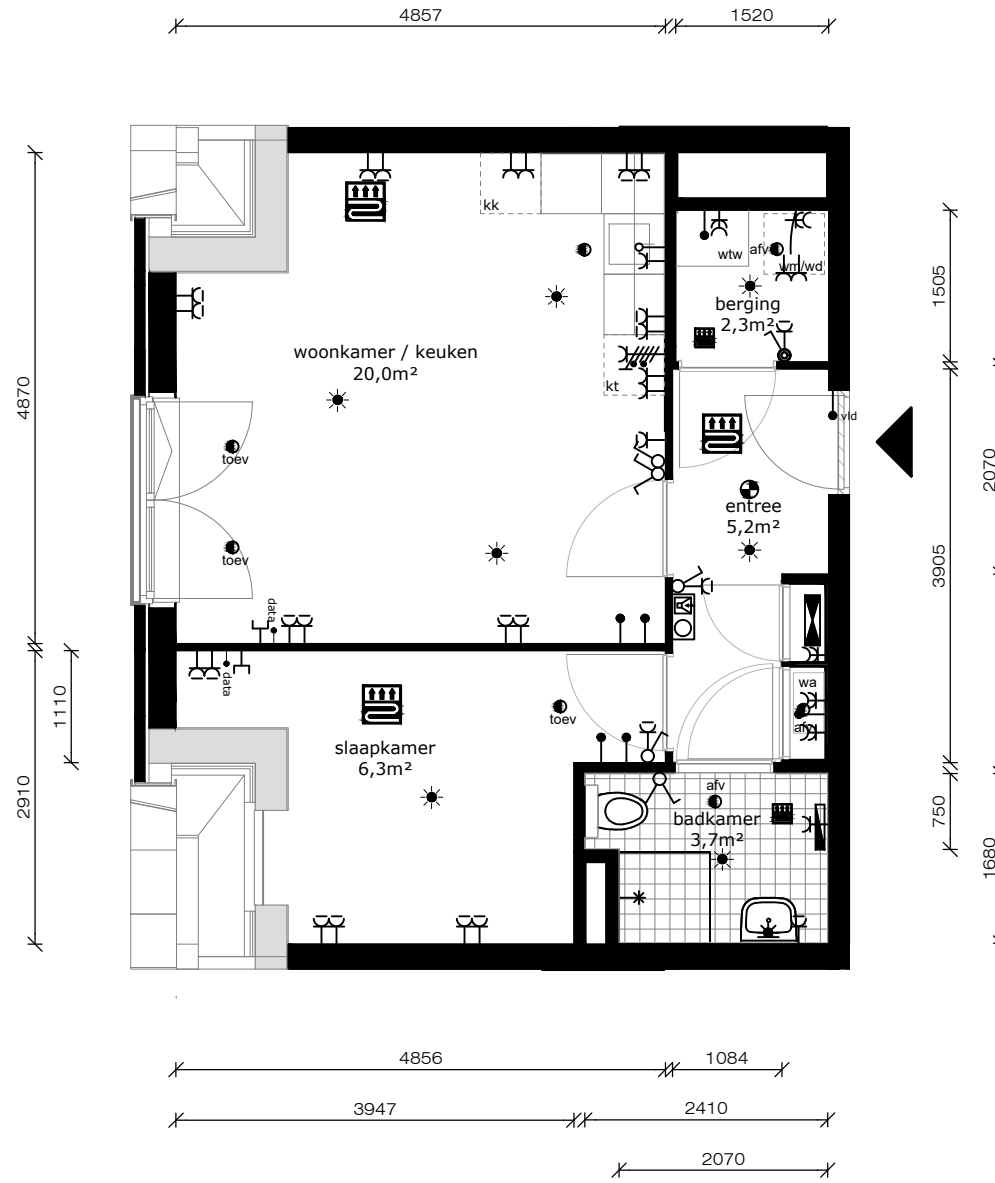 4857
1520
kk
wtw
afv
wm/wd
berging
2,3m²
1505
woonkamer / keuken
20,0m²
kt
4870
vld
toev
2070
entree
5,2m²
toev
3905
data
data
wa
afv
1110
toev
slaapkamer
6,3m²
afv
badkamer
3,7m²
2910
750
1680
4856
1084
3947
2410
2070